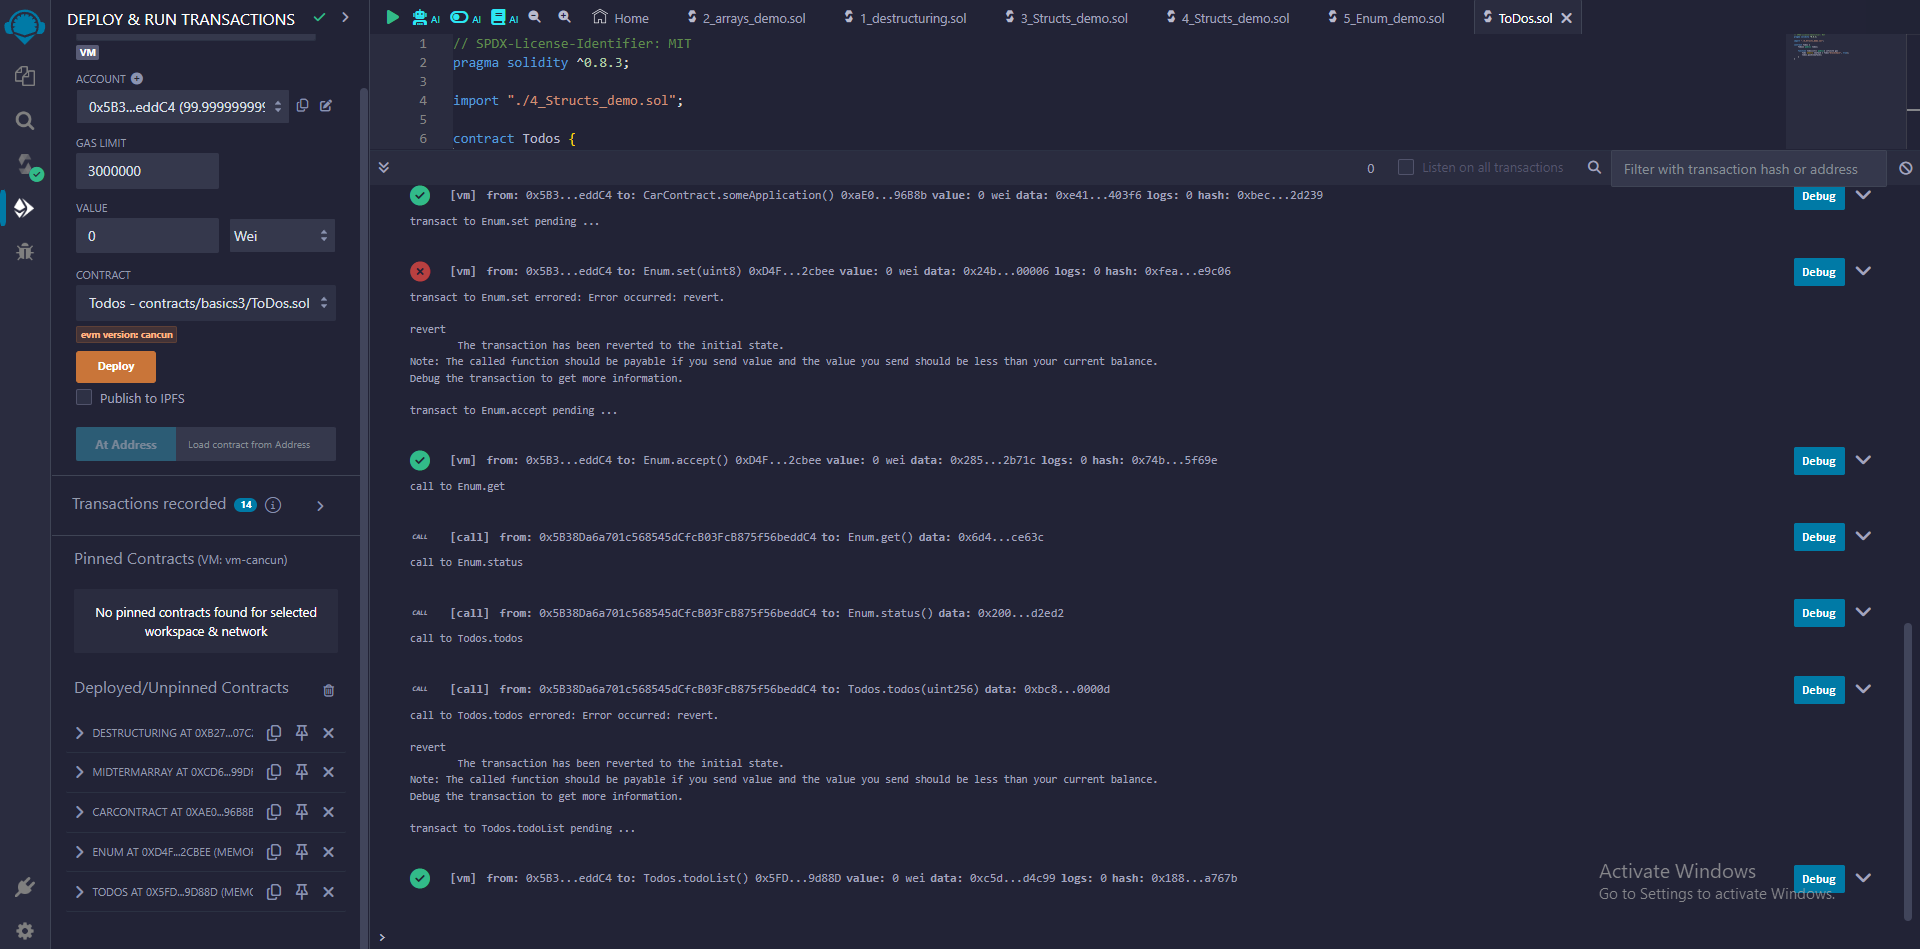 DEPLOY & RUN TRANSACTIONS
VM
ACCOUNT
0x5B3...eddC4 (99.999999999
GAS LIMIT
3000000
VALUE
0
Wei
CONTRACT
Todos - contracts/basics3/ToDos.sol
evm version: cancun
Deploy
Publish to IPFS
At Address
Load contract from Address
Transactions recorded 14 i
Pinned Contracts (VM: vm-cancun)
No pinned contracts found for selected
workspace & network
Deployed/Unpinned Contracts
DESTRUCTURING AT 0XB27...07C
MIDTERMARRAY AT 0XCD6...99D
CARCONTRACT AT 0XAE0...96B8B
ENUM AT 0XD4F...2CBEE (MEMO
TODOS AT 0X5FD...9D88D (MEMO
AI AI AI Home 2_arrays_demo.sol 1_destructuring.sol 3_Structs_demo.sol 4_Structs_demo.sol 5_Enum_demo.sol ToDos.sol
1 // SPDX-License-Identifier: MIT
2 pragma solidity ^0.8.3;
3
4 import "./4_Structs_demo.sol";
5
6 contract Todos {
0 Listen on all transactions Filter with transaction hash or address
[vm] from: 0x5B3...eddC4 to: CarContract.someApplication() 0xaE0...96B8b value: 0 wei data: 0xe41...403f6 logs: 0 hash: 0xbec...2d239 Debug
transact to Enum.set pending ...
[vm] from: 0x5B3...eddC4 to: Enum.set(uint8) 0xD4F...2cbee value: 0 wei data: 0x24b...00006 logs: 0 hash: 0xfea...e9c06 Debug
transact to Enum.set errored: Error occurred: revert.
revert
The transaction has been reverted to the initial state.
Note: The called function should be payable if you send value and the value you send should be less than your current balance.
Debug the transaction to get more information.
transact to Enum.accept pending ...
[vm] from: 0x5B3...eddC4 to: Enum.accept() 0xD4F...2cbee value: 0 wei data: 0x285...2b71c logs: 0 hash: 0x74b...5f69e Debug
call to Enum.get
CALL [call] from: 0x5B38Da6a701c568545dCfcB03FcB875f56beddC4 to: Enum.get() data: 0x6d4...ce63c Debug
call to Enum.status
CALL [call] from: 0x5B38Da6a701c568545dCfcB03FcB875f56beddC4 to: Enum.status() data: 0x200...d2ed2 Debug
call to Todos.todos
CALL [call] from: 0x5B38Da6a701c568545dCfcB03FcB875f56beddC4 to: Todos.todos(uint256) data: 0xbc8...0000d Debug
call to Todos.todos errored: Error occurred: revert.
revert
The transaction has been reverted to the initial state.
Note: The called function should be payable if you send value and the value you send should be less than your current balance.
Debug the transaction to get more information.
transact to Todos.todoList pending ...
[vm] from: 0x5B3...eddC4 to: Todos.todoList() 0x5FD...9d88D value: 0 wei data: 0xc5d...d4c99 logs: 0 hash: 0x188...a767b Debug
>
Activate Windows
Go to Settings to activate Windows.